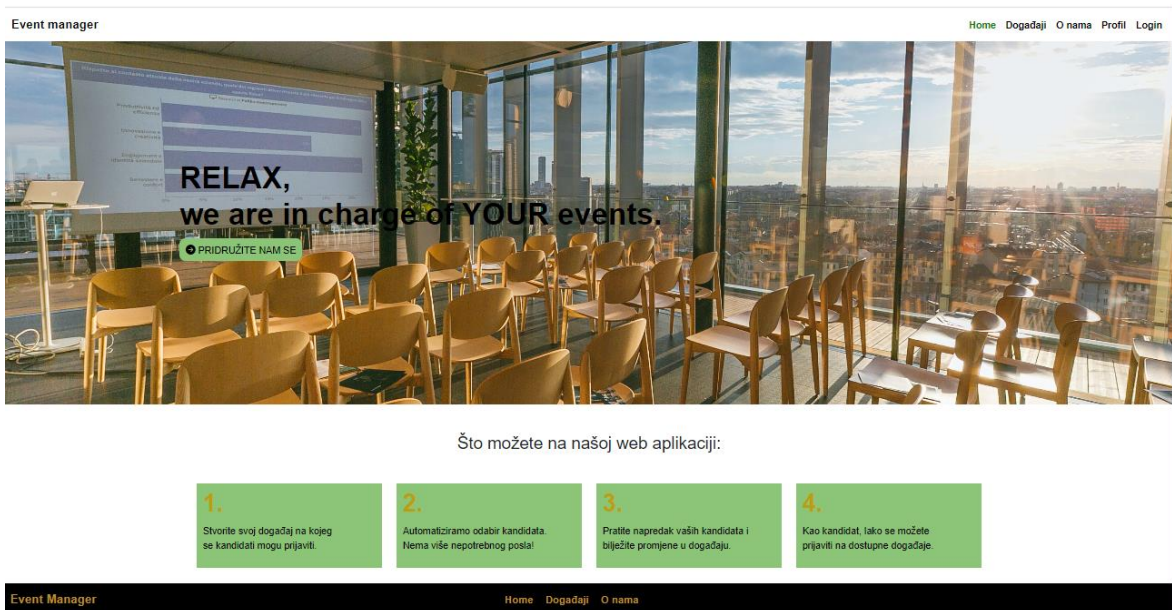 Event manager
Home Događaji O nama Profil Login
RELAX,
we are in charge of YOUR events.
PRIDRUŽITE NAM SE
Što možete na našoj web aplikaciji:
1.
Stvorite svoj događaj na kojeg
se kandidati mogu prijaviti.
2.
Automatiziramo odabir kandidata.
Nema više nepotrebnog posla!
3.
Pratite napredak vaših kandidata i
bilježite promjene u događaju.
4.
Kao kandidat, lako se možete
prijaviti na dostupne događaje.
Event Manager
Home Događaji O nama